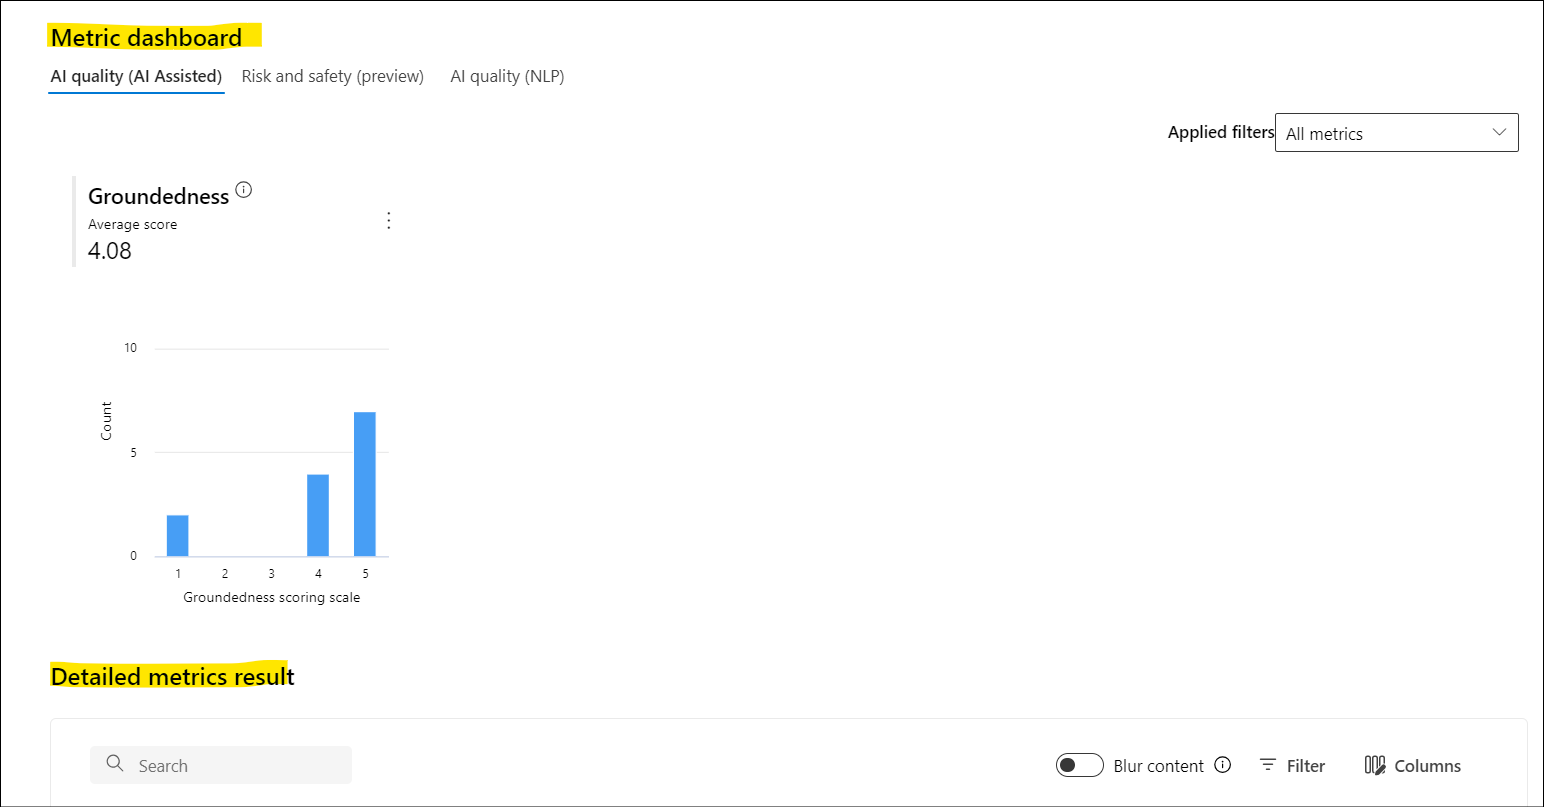 Metric dashboard
AI quality (AI Assisted) Risk and safety (preview) AI quality (NLP)
Applied filters All metrics
Groundedness
Average score
4.08
10
Count
5
0
1 2 3 4 5
Groundedness scoring scale
Detailed metrics result
Search Blur content Filter Columns